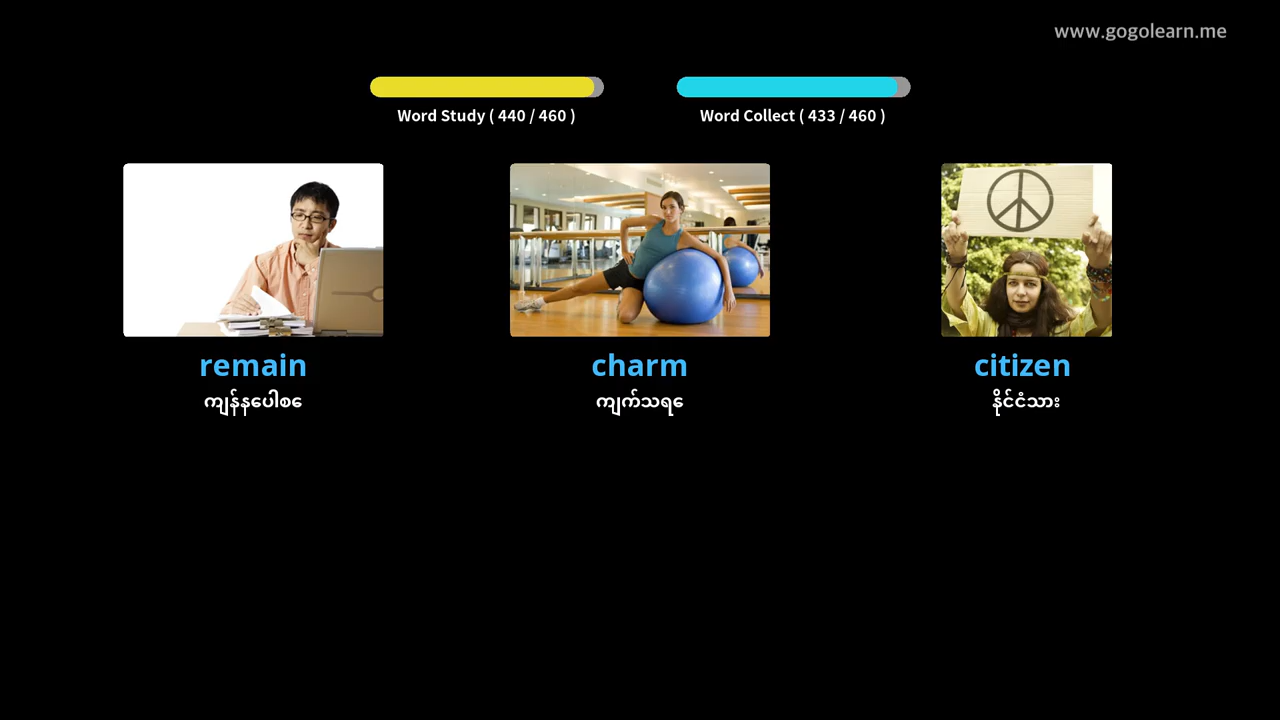 www.gogolearn.me
Word Study ( 440 / 460 )
Word Collect ( 433 / 460 )
remain
charm
citizen
ကျန်နပေါစေ
ကျက်သရေ
နိုင်ငံသား